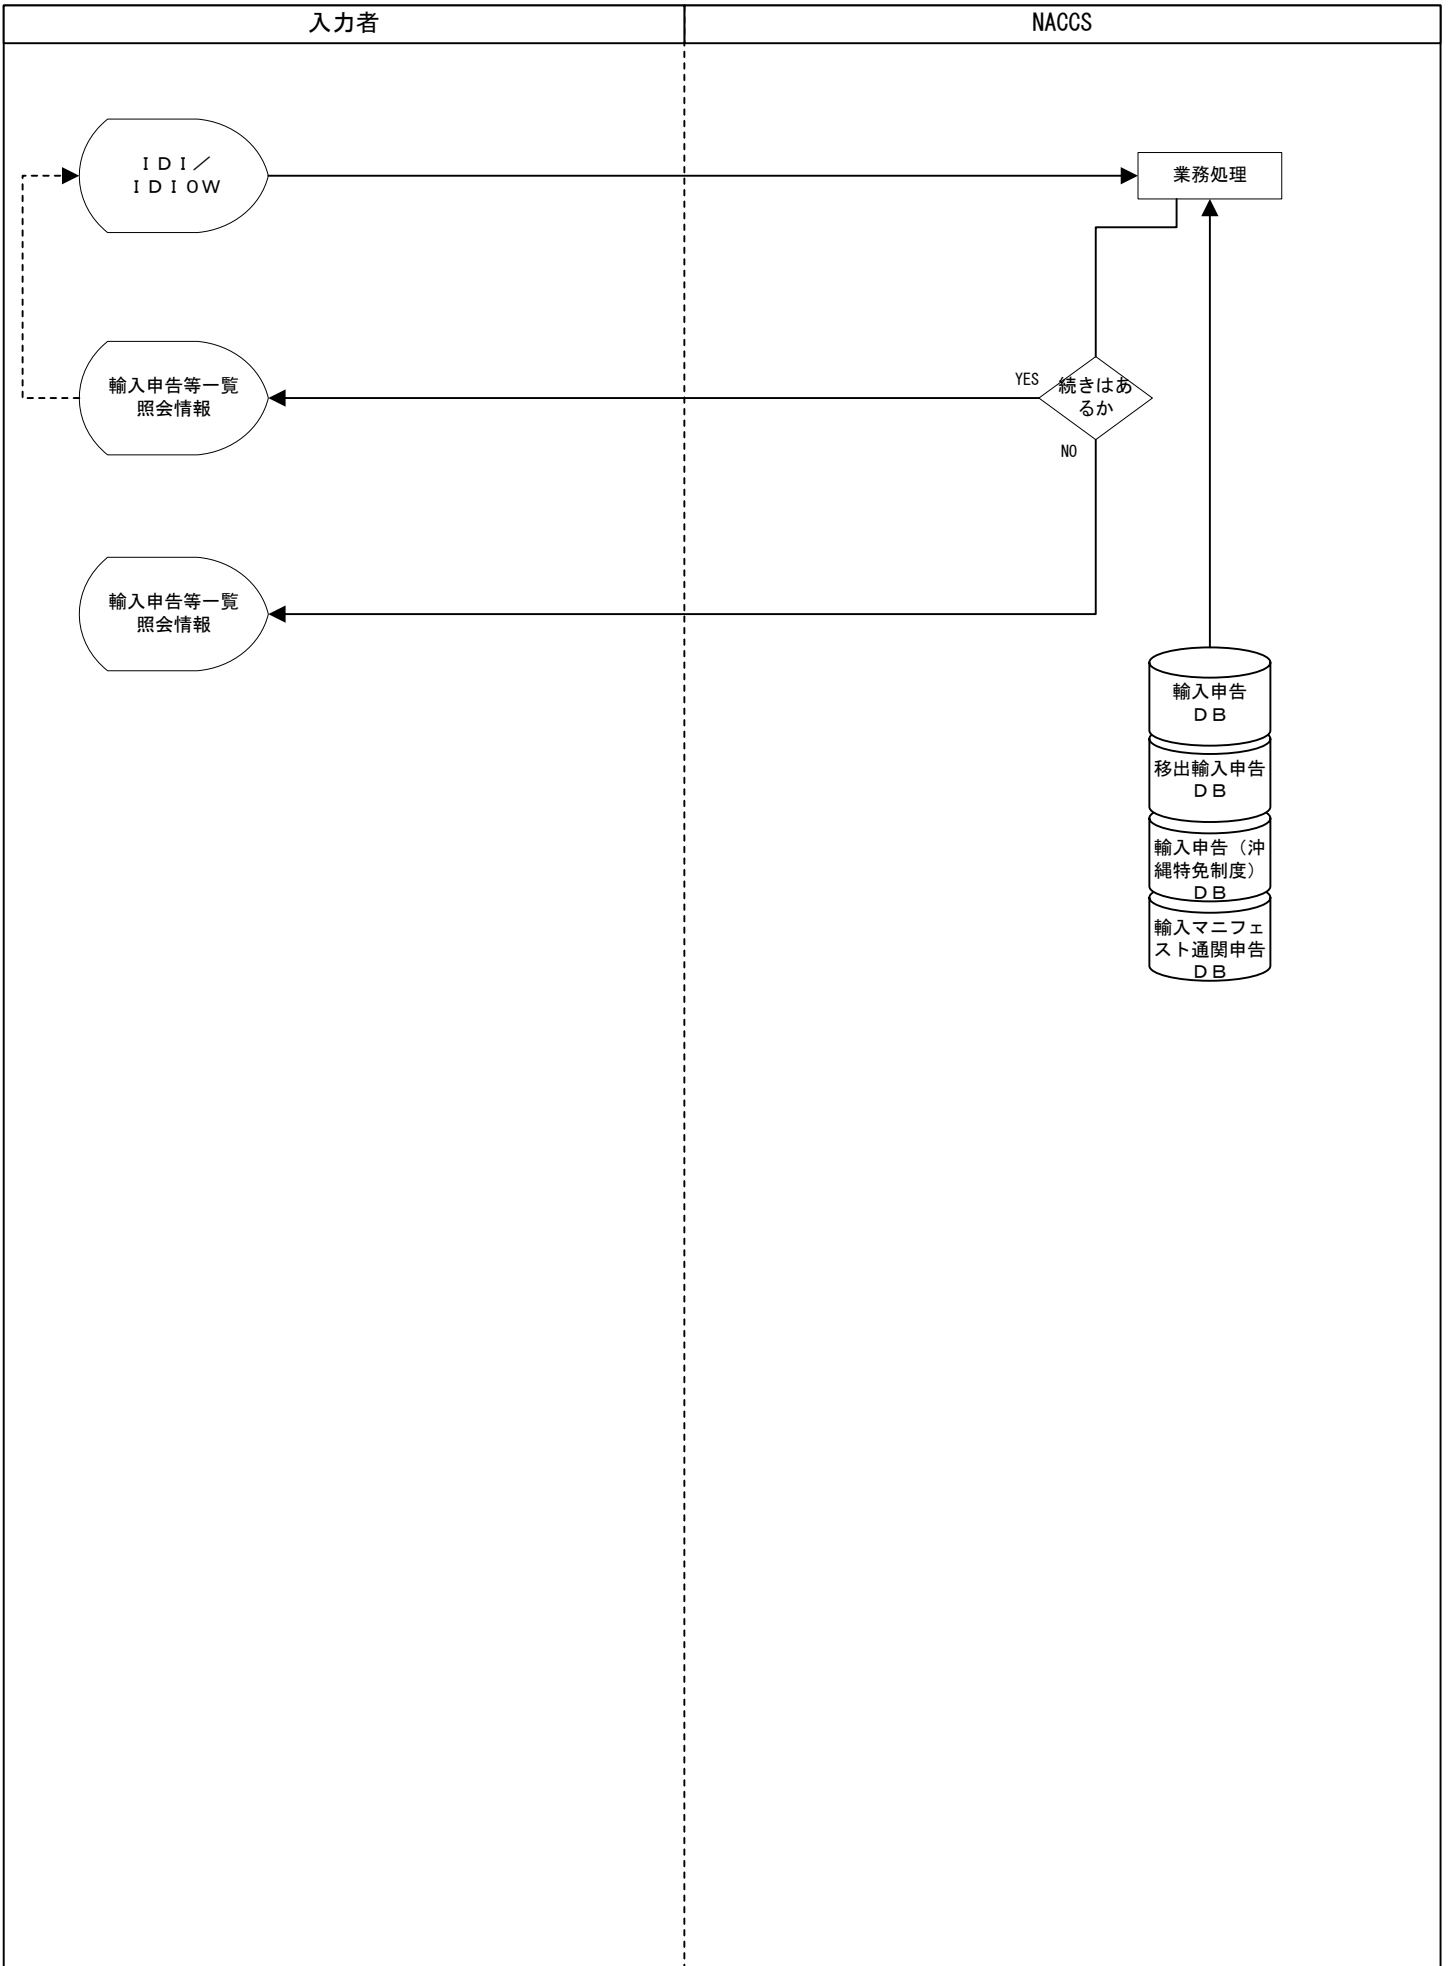 入力者
NACCS
ＩＤＩ／
ＩＤＩ０Ｗ
業務処理
輸入申告等一覧
照会情報
YES
続きはあ
るか
NO
輸入申告等一覧
照会情報
輸入申告
ＤＢ
移出輸入申告
ＤＢ
輸入申告（沖
縄特免制度）
ＤＢ
輸入マニフェ
スト通関申告
ＤＢ